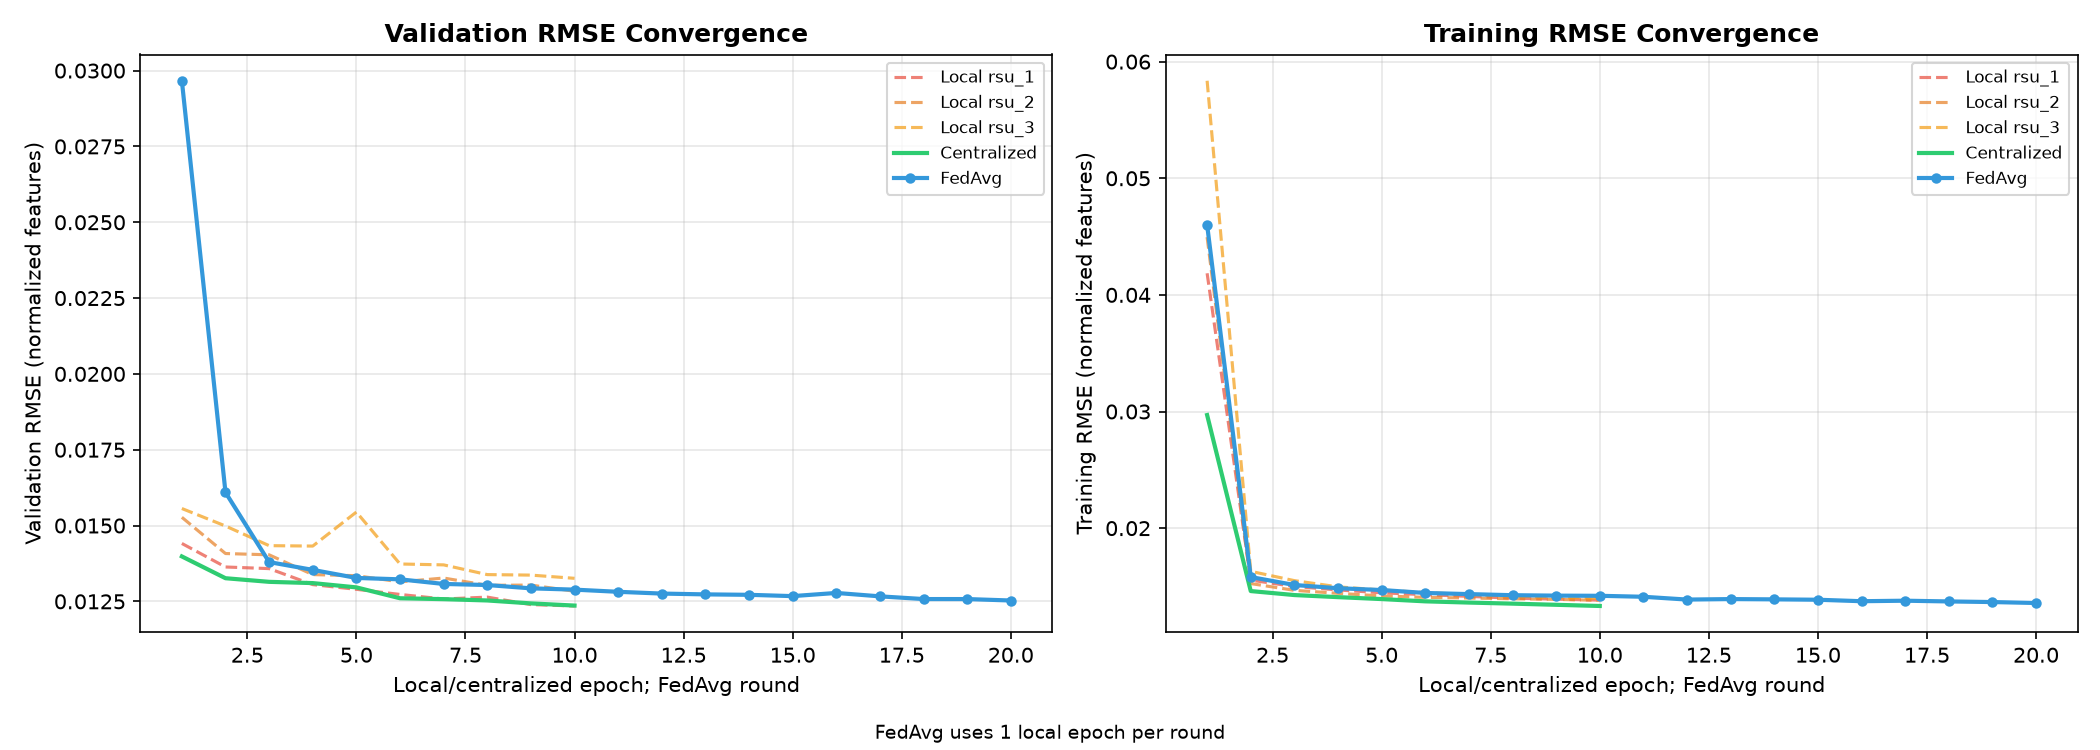 Validation RMSE Convergence
Validation RMSE (normalized features)
0.0300
0.0275
0.0250
0.0225
0.0200
0.0175
0.0150
0.0125
Local rsu_1
Local rsu_2
Local rsu_3
Centralized
FedAvg
2.5 5.0 7.5 10.0 12.5 15.0 17.5 20.0
Local/centralized epoch; FedAvg round
Training RMSE Convergence
Training RMSE (normalized features)
0.06
0.05
0.04
0.03
0.02
Local rsu_1
Local rsu_2
Local rsu_3
Centralized
FedAvg
2.5 5.0 7.5 10.0 12.5 15.0 17.5 20.0
Local/centralized epoch; FedAvg round
FedAvg uses 1 local epoch per round